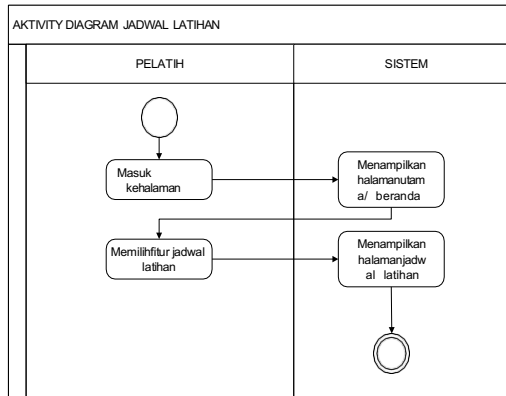 AKTIVITY DIAGRAM JADWAL LATIHAN
PELATIH
SISTEM
Masuk
kehalaman
Menampilkan
halamanutam
a/ beranda
Memilihfitur jadwal
latihan
Menampilkan
halamanjadw
al latihan